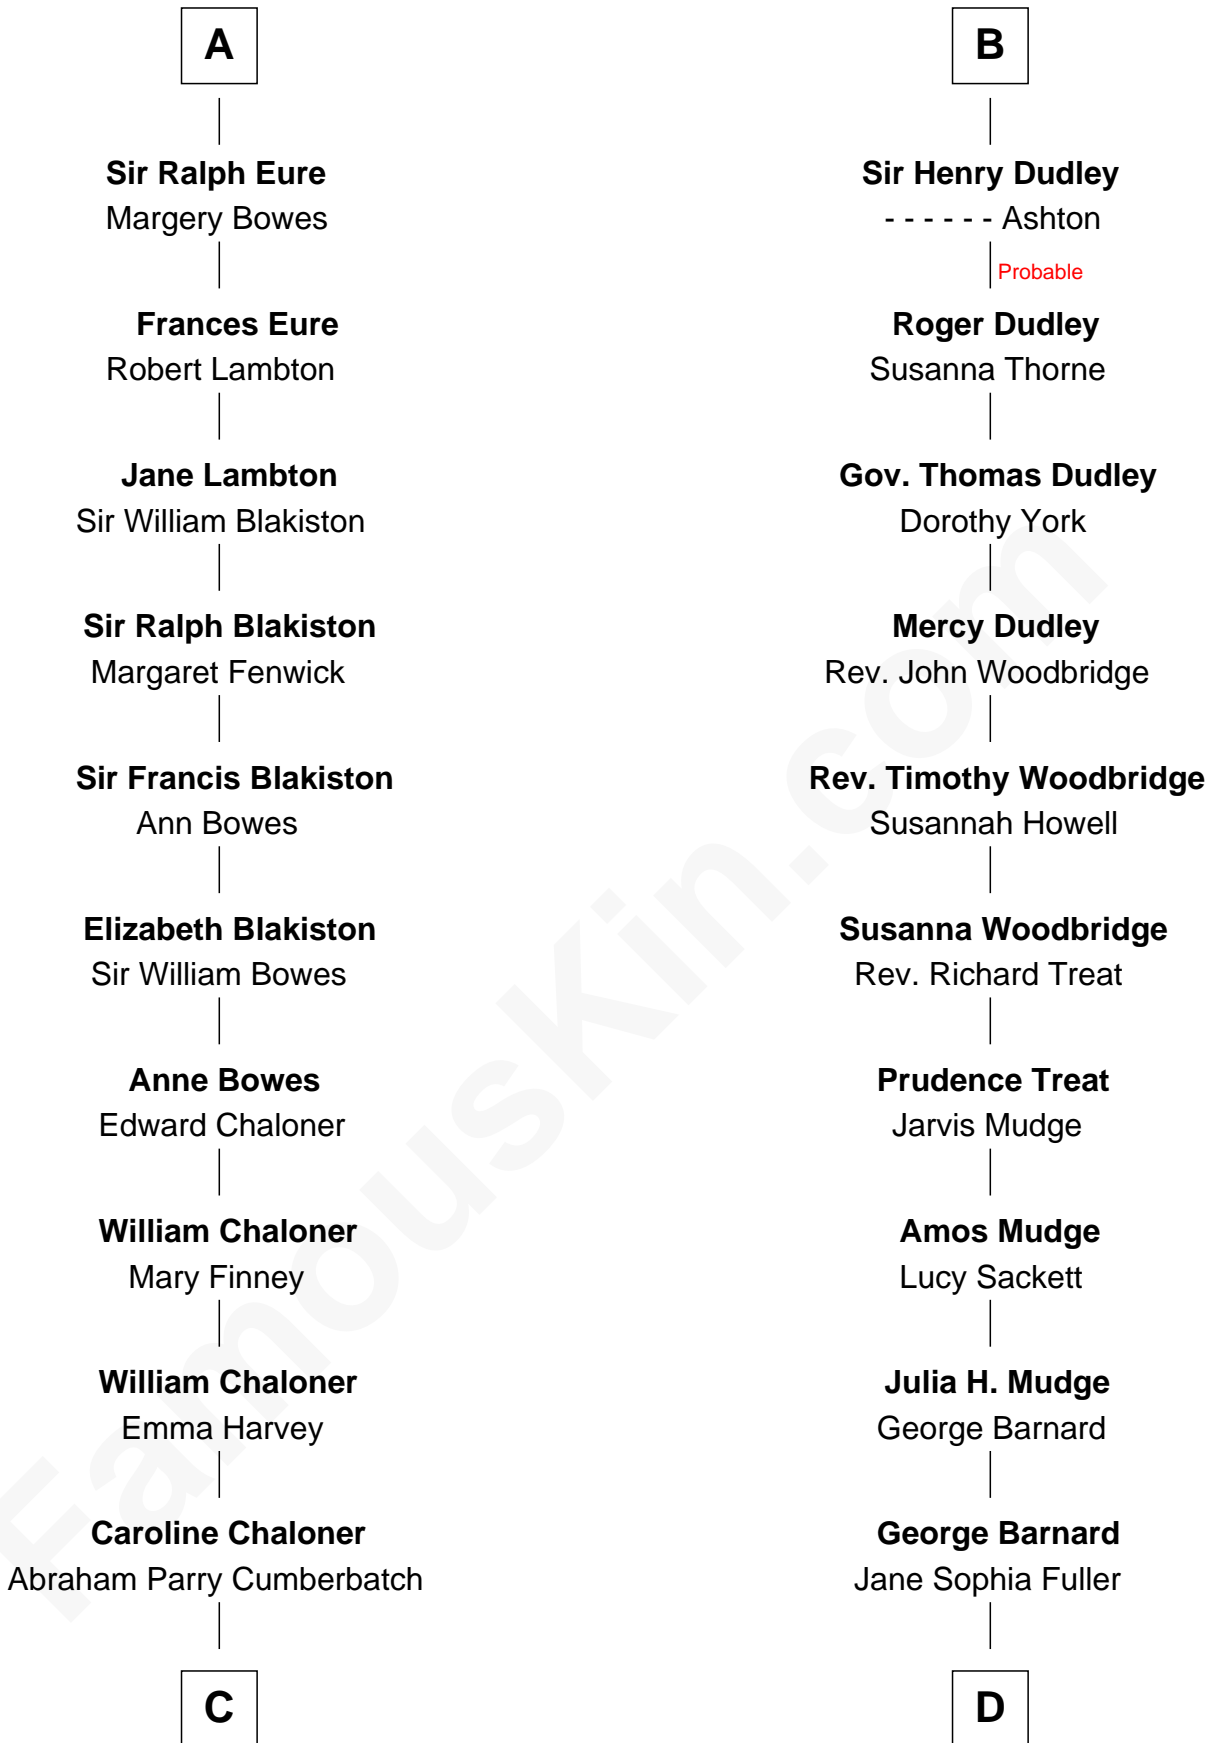 A
Sir Ralph Eure
Margery Bowes
Frances Eure
Robert Lambton
Jane Lambton
Sir William Blakiston
Sir Ralph Blakiston
Margaret Fenwick
Sir Francis Blakiston
Ann Bowes
Elizabeth Blakiston
Sir William Bowes
Anne Bowes
Edward Chaloner
William Chaloner
Mary Finney
William Chaloner
Emma Harvey
Caroline Chaloner
Abraham Parry Cumberbatch
C
B
Sir Henry Dudley
- - - - - - Ashton
Probable
Roger Dudley
Susanna Thorne
Gov. Thomas Dudley
Dorothy York
Mercy Dudley
Rev. John Woodbridge
Rev. Timothy Woodbridge
Susannah Howell
Susanna Woodbridge
Rev. Richard Treat
Prudence Treat
Jarvis Mudge
Amos Mudge
Lucy Sackett
Julia H. Mudge
George Barnard
George Barnard
Jane Sophia Fuller
D
FamousKin.com